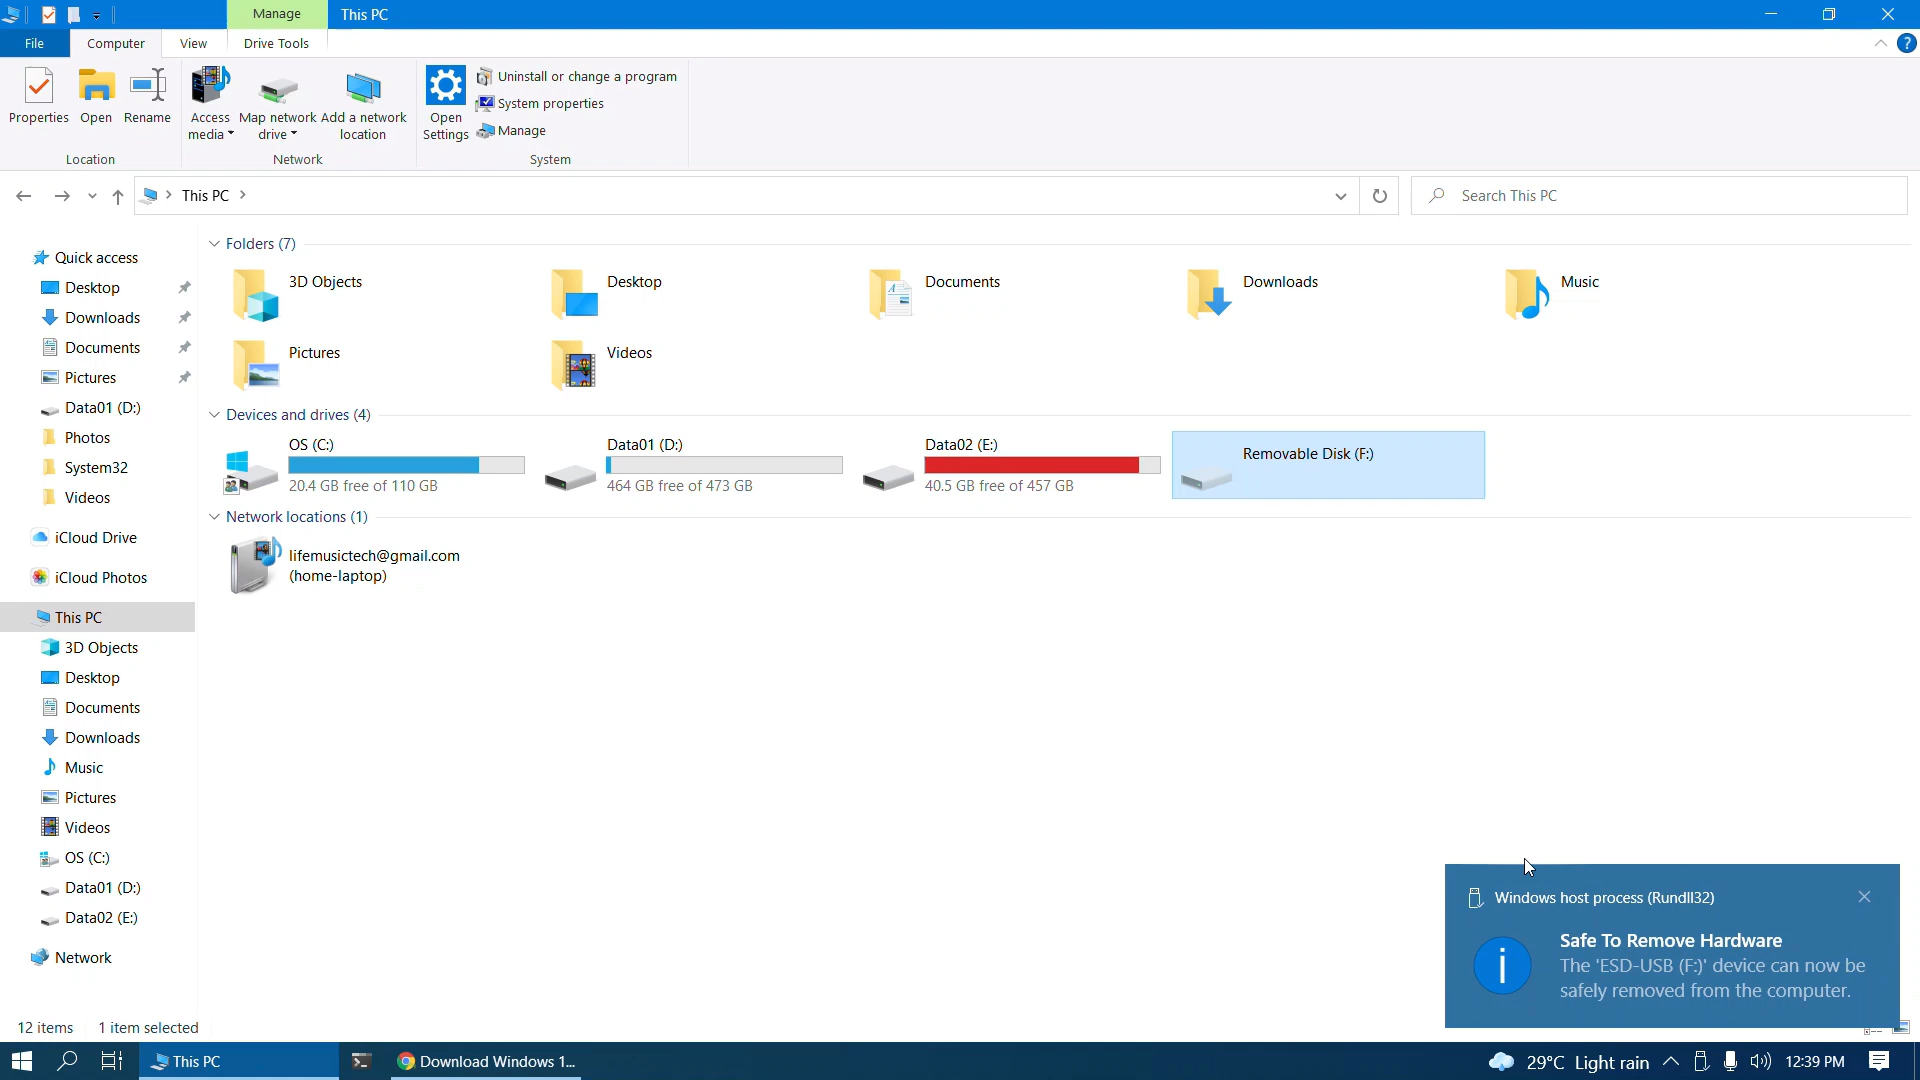 Manage
This PC
File
Computer
View
Drive Tools
Properties
Open
Rename
Access media
Map network drive
Add a network location
Open Settings
Uninstall or change a program
System properties
Manage
Location
Network
System
This PC
Search This PC
Quick access
Desktop
Downloads
Documents
Pictures
Data01 (D:)
Photos
System32
Videos
iCloud Drive
iCloud Photos
This PC
3D Objects
Desktop
Documents
Downloads
Music
Pictures
Videos
OS (C:)
Data01 (D:)
Data02 (E:)
Network
Folders (7)
3D Objects
Desktop
Documents
Downloads
Music
Pictures
Videos
Devices and drives (4)
OS (C:)
20.4 GB free of 110 GB
Data01 (D:)
464 GB free of 473 GB
Data02 (E:)
40.5 GB free of 457 GB
Removable Disk (F:)
Network locations (1)
lifemusictech@gmail.com
(home-laptop)
Windows host process (Rundll32)
Safe To Remove Hardware
The 'ESD-USB (F:)' device can now be
safely removed from the computer.
12 items
1 item selected
This PC
Download Windows 1...
29°C Light rain
12:39 PM